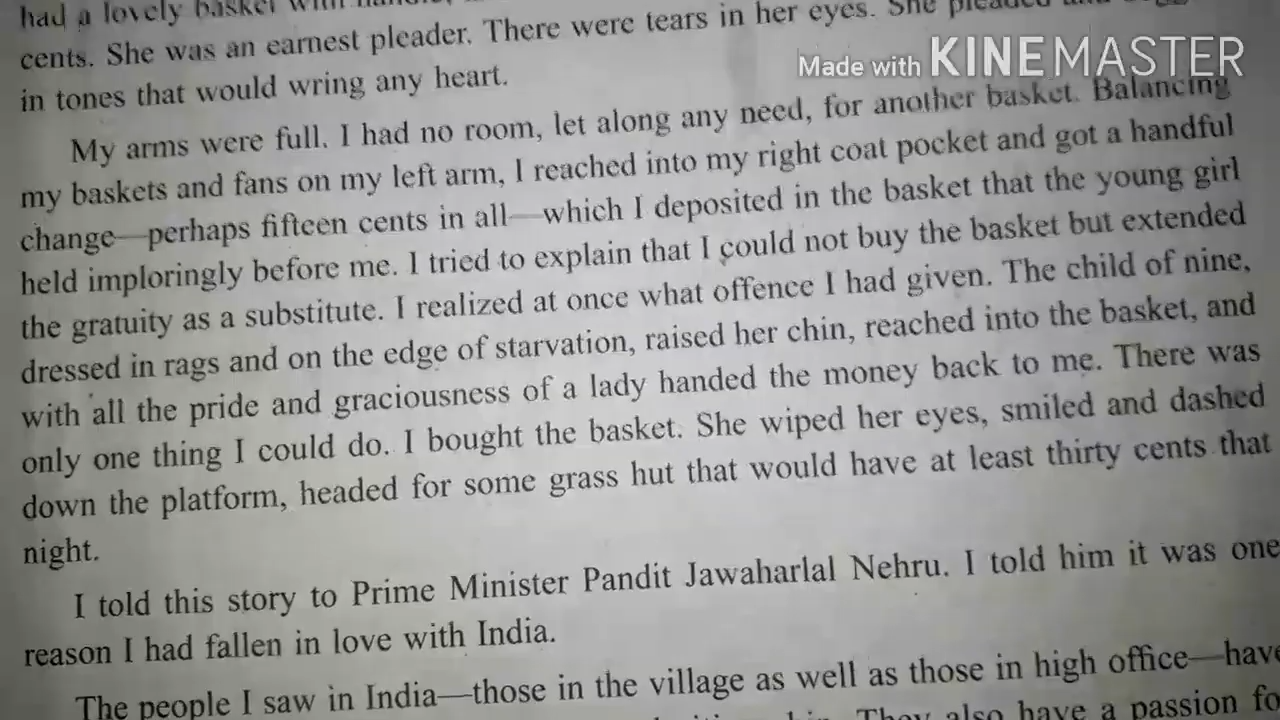 had a lovely basket with
cents. She was an earnest pleader. There were tears in her eyes. She pleaded
in tones that would wring any heart.
Made with KINEMASTER
My arms were full. I had no room, let along any need, for another basket. Balancing
my baskets and fans on my left arm, I reached into my right coat pocket and got a handful
change—perhaps fifteen cents in all—which I deposited in the basket that the young girl
held imploringly before me. I tried to explain that I could not buy the basket but extended
the gratuity as a substitute. I realized at once what offence I had given. The child of nine,
dressed in rags and on the edge of starvation, raised her chin, reached into the basket, and
with all the pride and graciousness of a lady handed the money back to me. There was
only one thing I could do. I bought the basket. She wiped her eyes, smiled and dashed
down the platform, headed for some grass hut that would have at least thirty cents that
night.
I told this story to Prime Minister Pandit Jawaharlal Nehru. I told him it was one
reason I had fallen in love with India.
The people I saw in India—those in the village as well as those in high office—have
They also have a passion